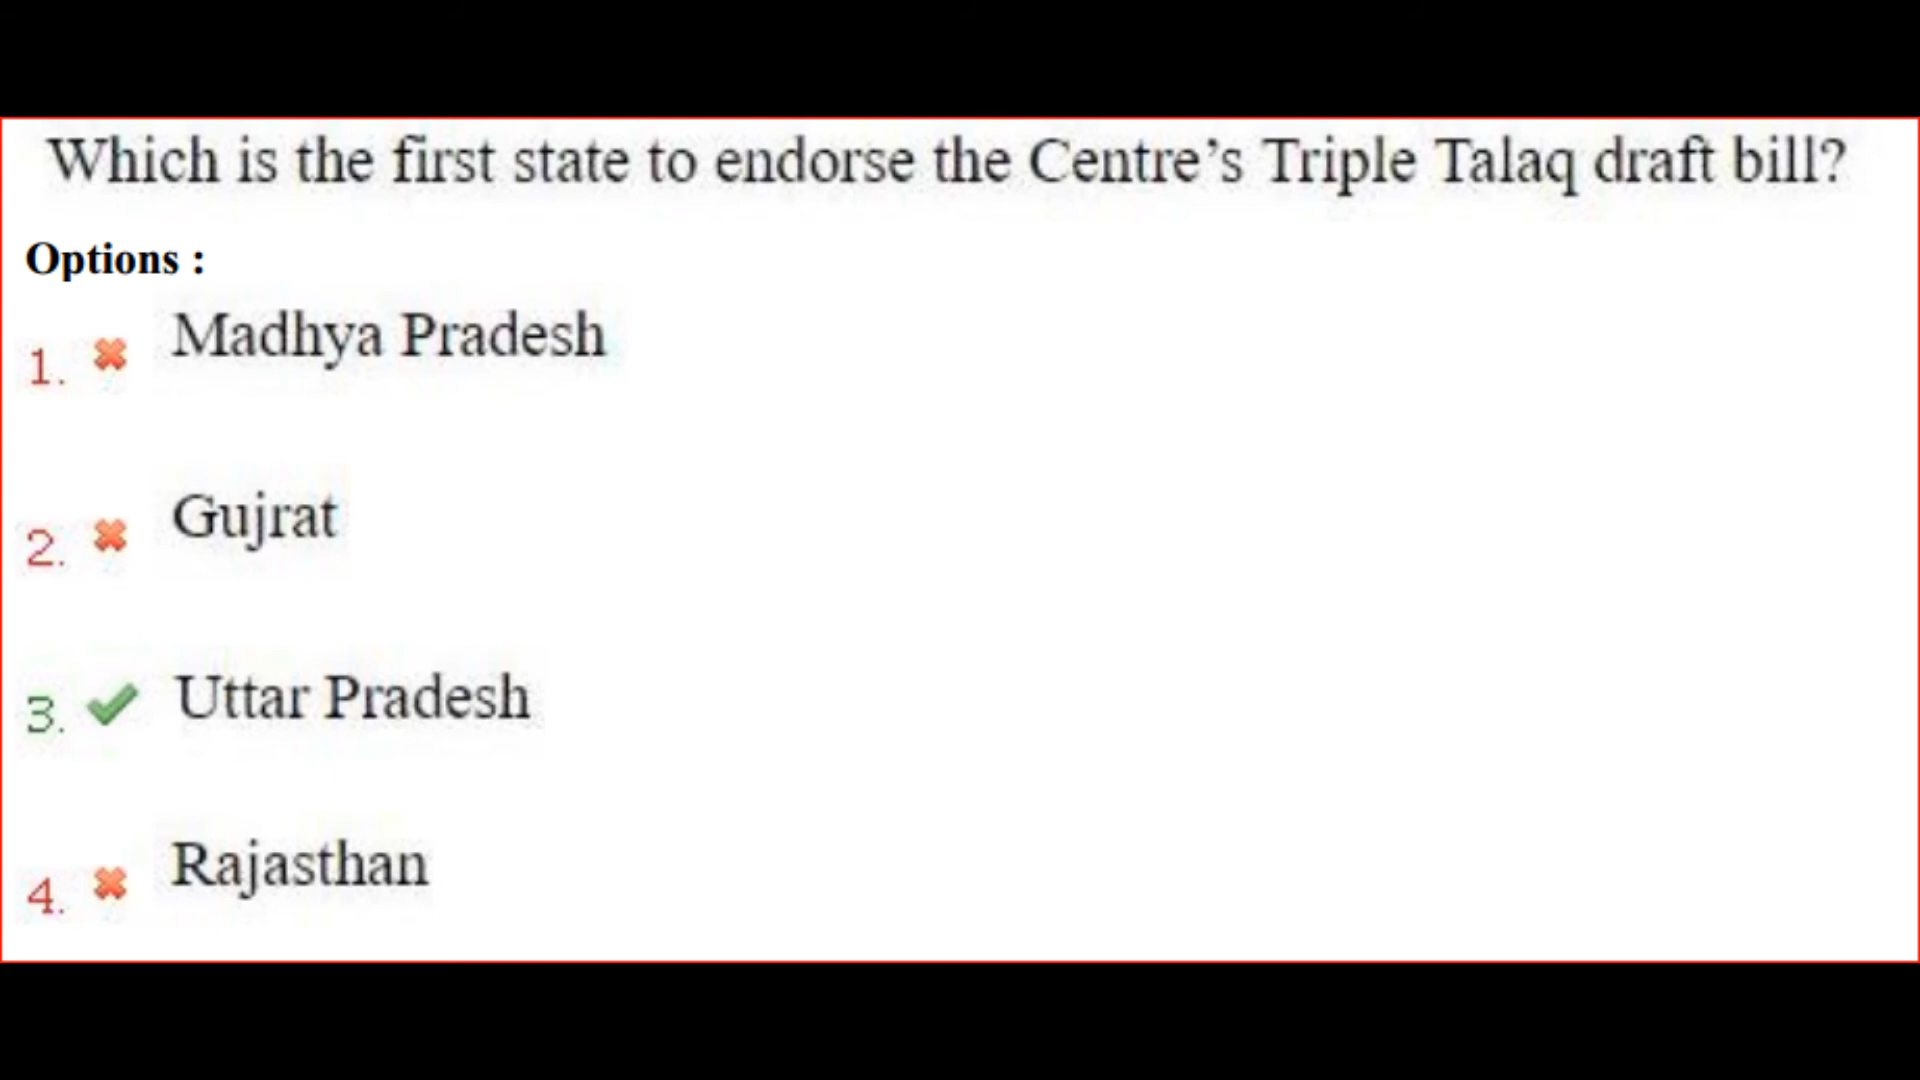 Which is the first state to endorse the Centre’s Triple Talaq draft bill?
Options :
1. Madhya Pradesh
2. Gujrat
3. Uttar Pradesh
4. Rajasthan